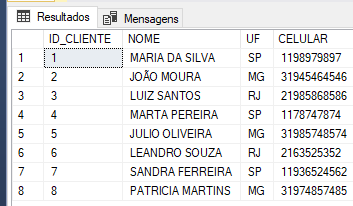 Resultados Mensagens
ID_CLIENTE NOME UF CELULAR
1 1 MARIA DA SILVA SP 1198979897
2 2 JOÃO MOURA MG 31945464546
3 3 LUIZ SANTOS RJ 21985868586
4 4 MARTA PEREIRA SP 1178747874
5 5 JULIO OLIVEIRA MG 31985748574
6 6 LEANDRO SOUZA RJ 2163525352
7 7 SANDRA FERREIRA SP 11936524562
8 8 PATRICIA MARTINS MG 31974857485